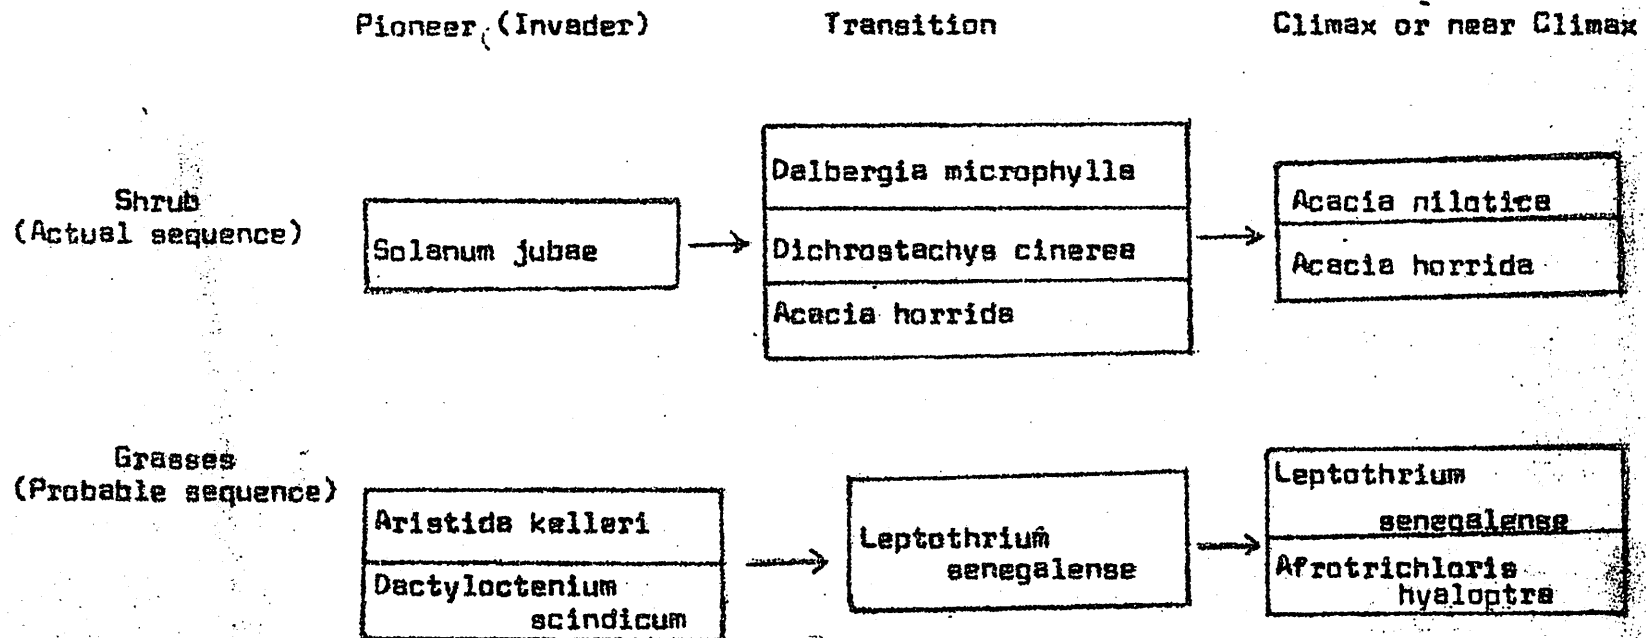 Pioneer (Invader) Transition Climax or near Climax
Shrub
(Actual sequence)
Solanum jubae
Dalbergia microphylla
Dichrostachys cinerea
Acacia horrida
Acacia nilotica
Acacia horrida
Grasses
(Probable sequence)
Aristida kelleri
Dactyloctenium
scindicum
Leptothrium
senegalense
Leptothrium
senegalense
Afrotrichloris
hyaloptra